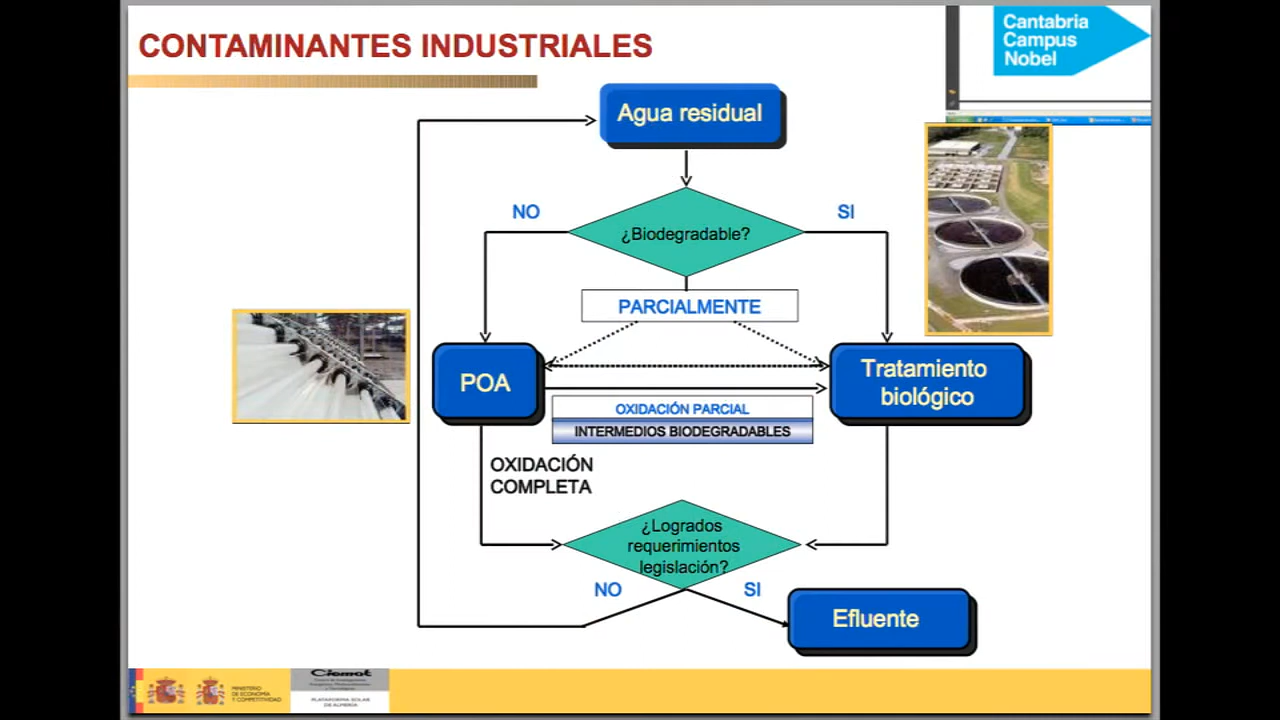 CONTAMINANTES INDUSTRIALES
Cantabria
Campus
Nobel
Agua residual
NO
SI
¿Biodegradable?
PARCIALMENTE
POA
Tratamiento
biológico
OXIDACIÓN PARCIAL
INTERMEDIOS BIODEGRADABLES
OXIDACIÓN
COMPLETA
¿Logrados
requerimientos
legislación?
NO
SI
Efluente
MINISTERIO
DE ECONOMÍA
Y COMPETITIVIDAD
Ciemat
PLATAFORMA SOLAR
DE ALMERÍA